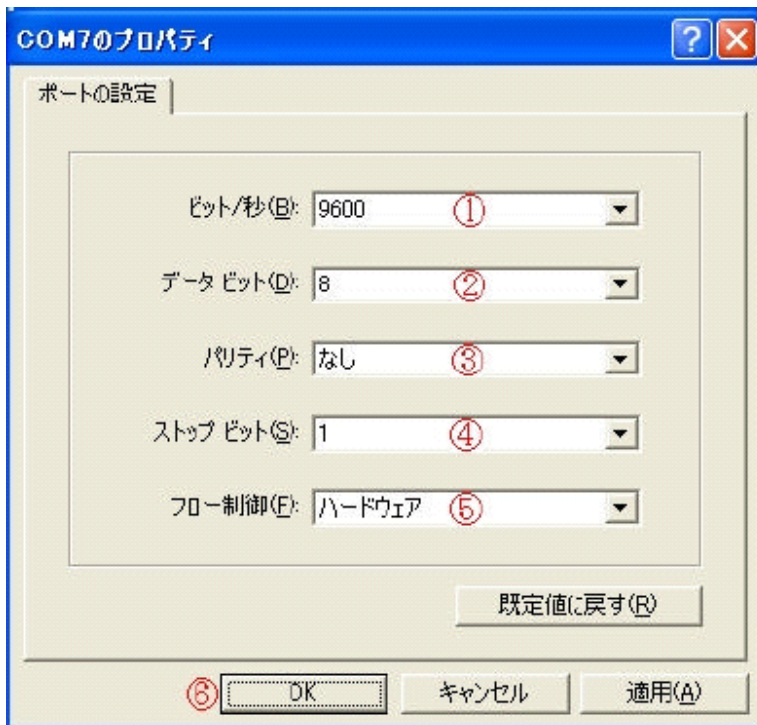 COM7のプロパティ
ポートの設定
ビット/秒(B): 9600 ①
データ ビット(D): 8 ②
パリティ(P): なし ③
ストップ ビット(S): 1 ④
フロー制御(F): ハードウェア ⑤
既定値に戻す(R)
⑥ OK キャンセル 適用(A)